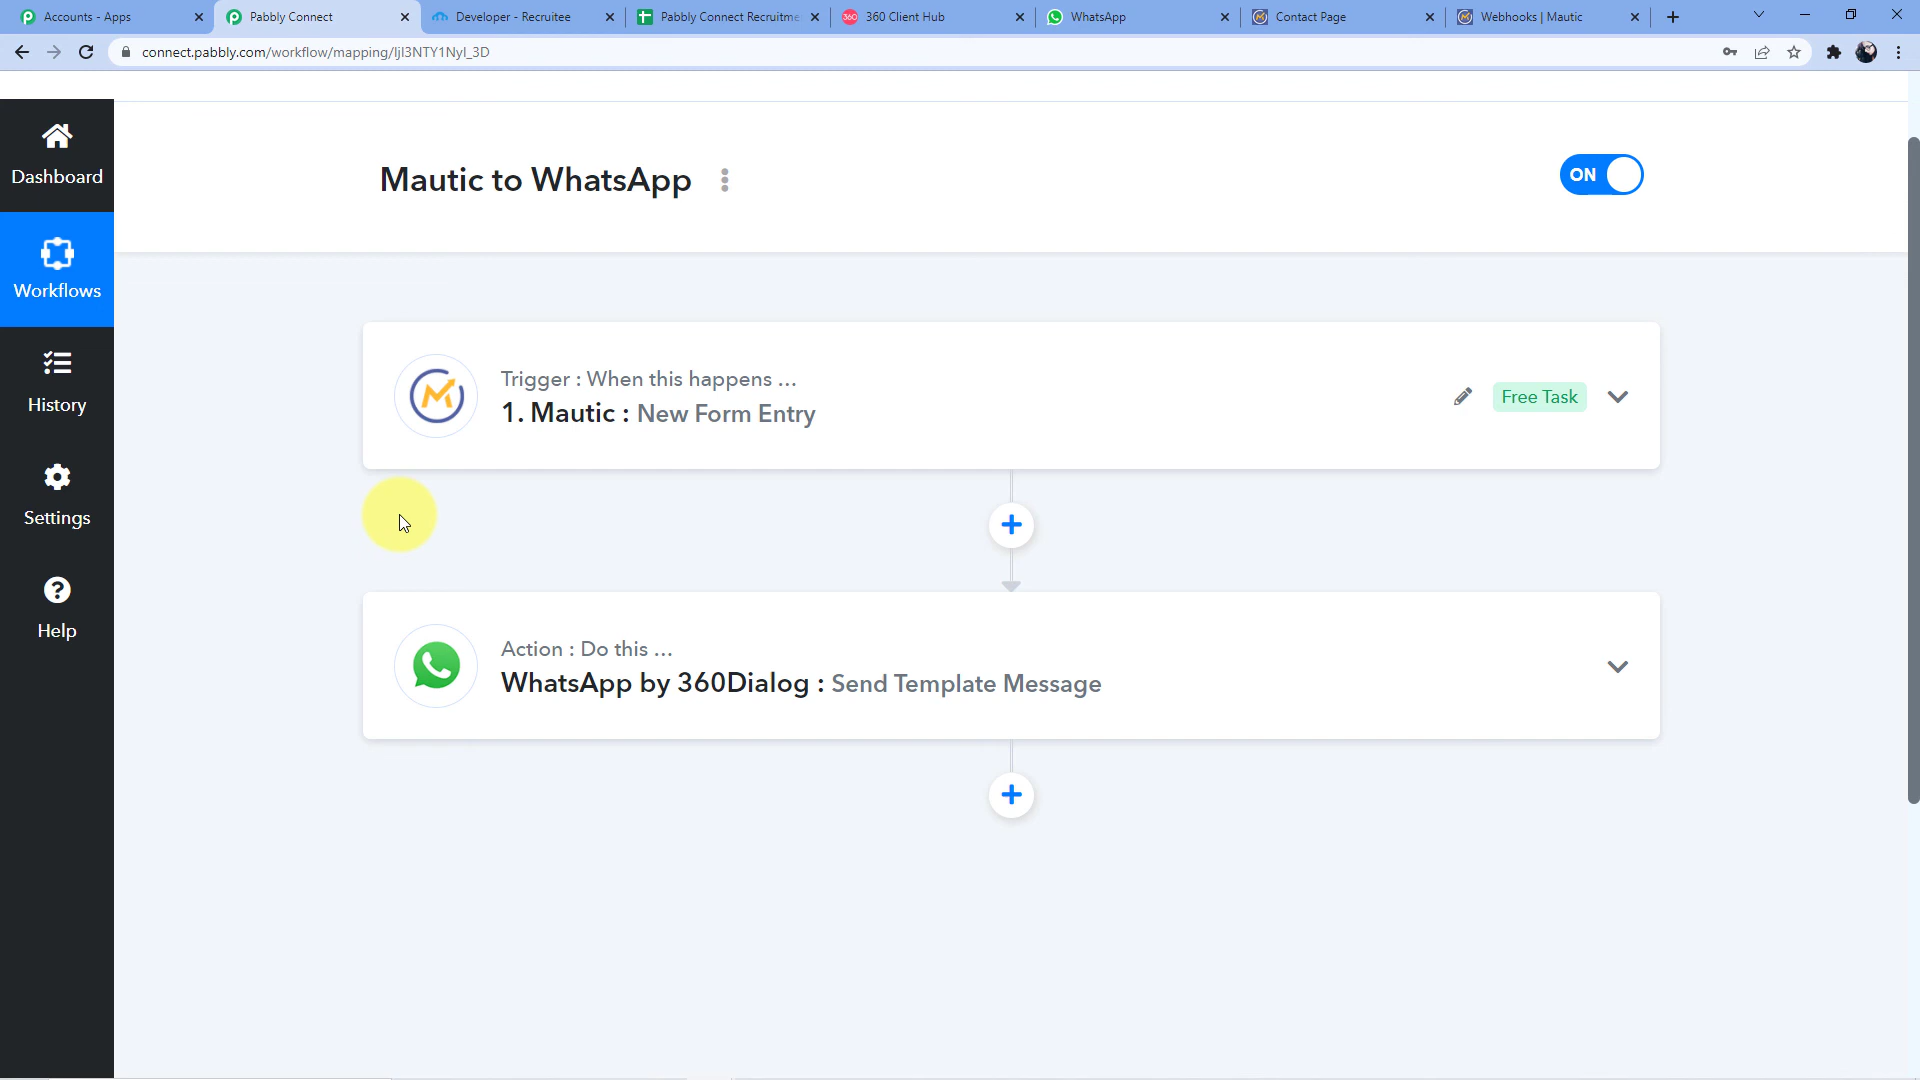 Accounts - Apps
Pabbly Connect
Developer - Recruitee
Pabbly Connect Recruitme
360 Client Hub
WhatsApp
Contact Page
Webhooks | Mautic
connect.pabbly.com/workflow/mapping/IjI3NTY1NyI_3D
Dashboard
Workflows
History
Settings
Help
Mautic to WhatsApp
ON
Trigger : When this happens ...
1. Mautic : New Form Entry
Free Task
Action : Do this ...
WhatsApp by 360Dialog : Send Template Message